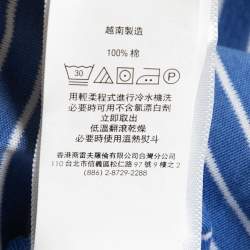 越南製造
100% 棉
30
P
用輕柔程式進行冷水機洗
必要時可用不含氯漂白劑
立即取出
低溫翻滾乾燥
必要時使用溫熱熨斗
香港商雷夫羅倫有限公司台灣分公司
110 台北市信義區松仁路 97 號 9 樓之 2
(886) 2-8729-2288